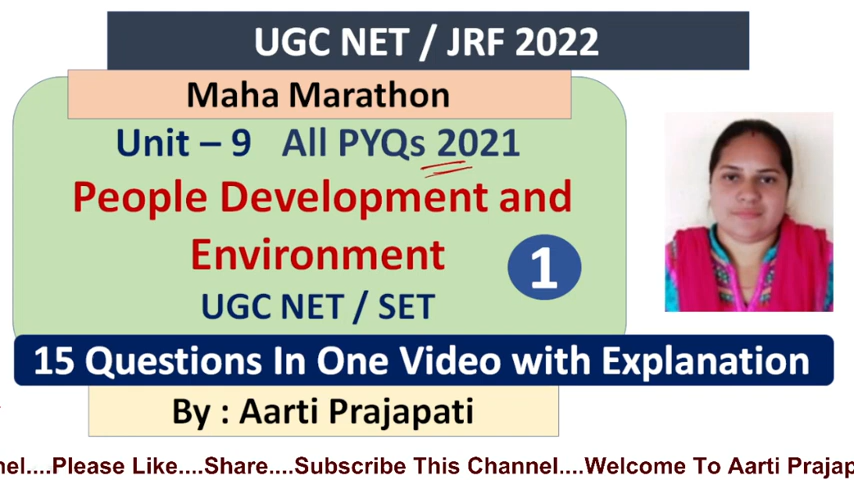 UGC NET / JRF 2022
Maha Marathon
Unit – 9 All PYQs 2021
People Development and
Environment
1
UGC NET / SET
15 Questions In One Video with Explanation
By : Aarti Prajapati
nel....Please Like....Share....Subscribe This Channel....Welcome To Aarti Prajap